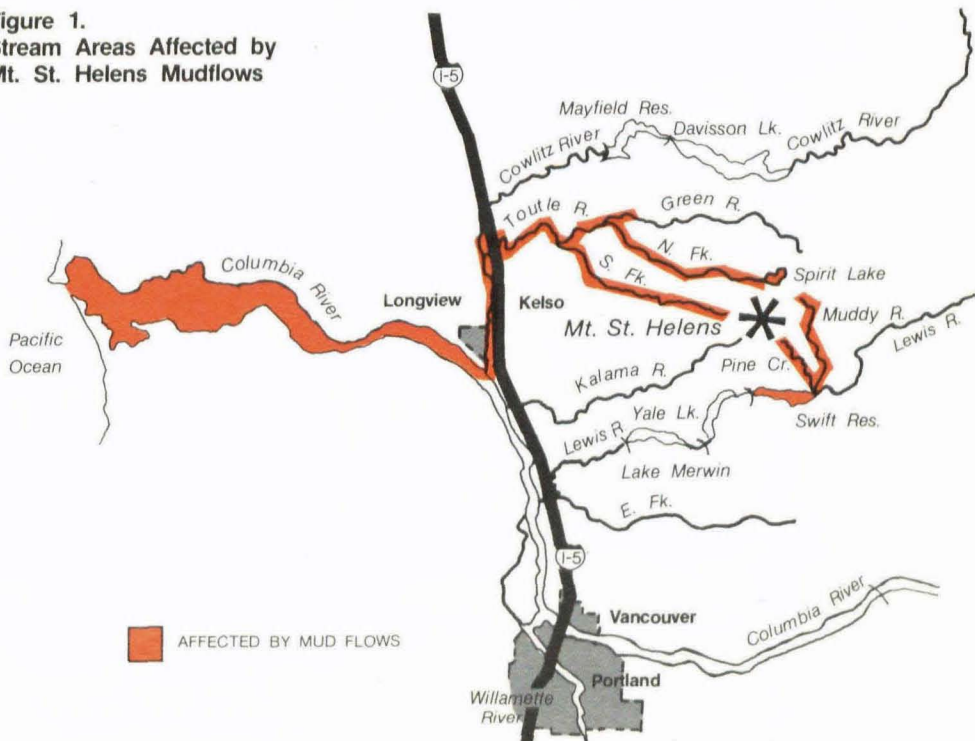 igure 1.
Stream Areas Affected by
Mt. St. Helens Mudflows
I-5
Mayfield Res.
Davisson Lk.
Cowlitz River
Cowlitz River
Toutle R.
Green R.
N. Fk.
S. Fk.
Spirit Lake
Columbia River
Longview
Kelso
Mt. St. Helens
Muddy R.
Lewis R.
Pacific
Ocean
Kalama R.
Pine Cr.
Yale Lk.
Swift Res.
Lewis R.
Lake Merwin
E. Fk.
I-5
Vancouver
Columbia River
AFFECTED BY MUD FLOWS
Portland
Willamette
River